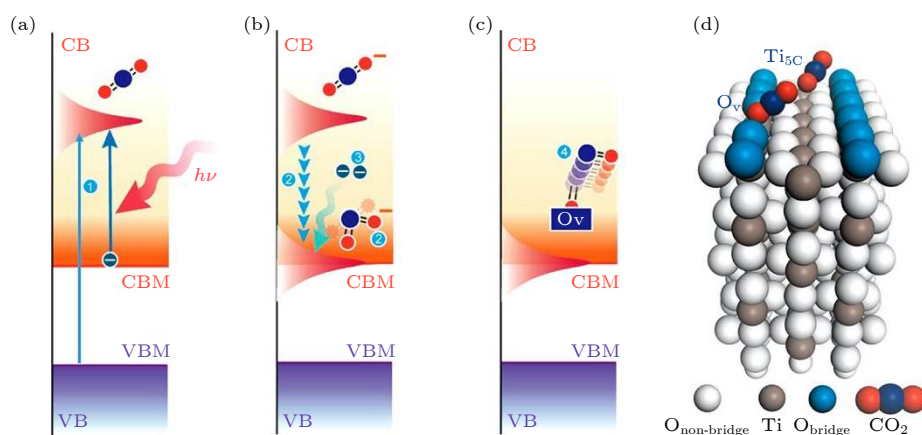 (a)
CB
1
hν
CBM
VBM
VB
(b)
CB
3
2
2
CBM
VBM
VB
(c)
CB
4
Ov
CBM
VBM
VB
(d)
Ti5C
Ov
Onon-bridge Ti Obridge CO2